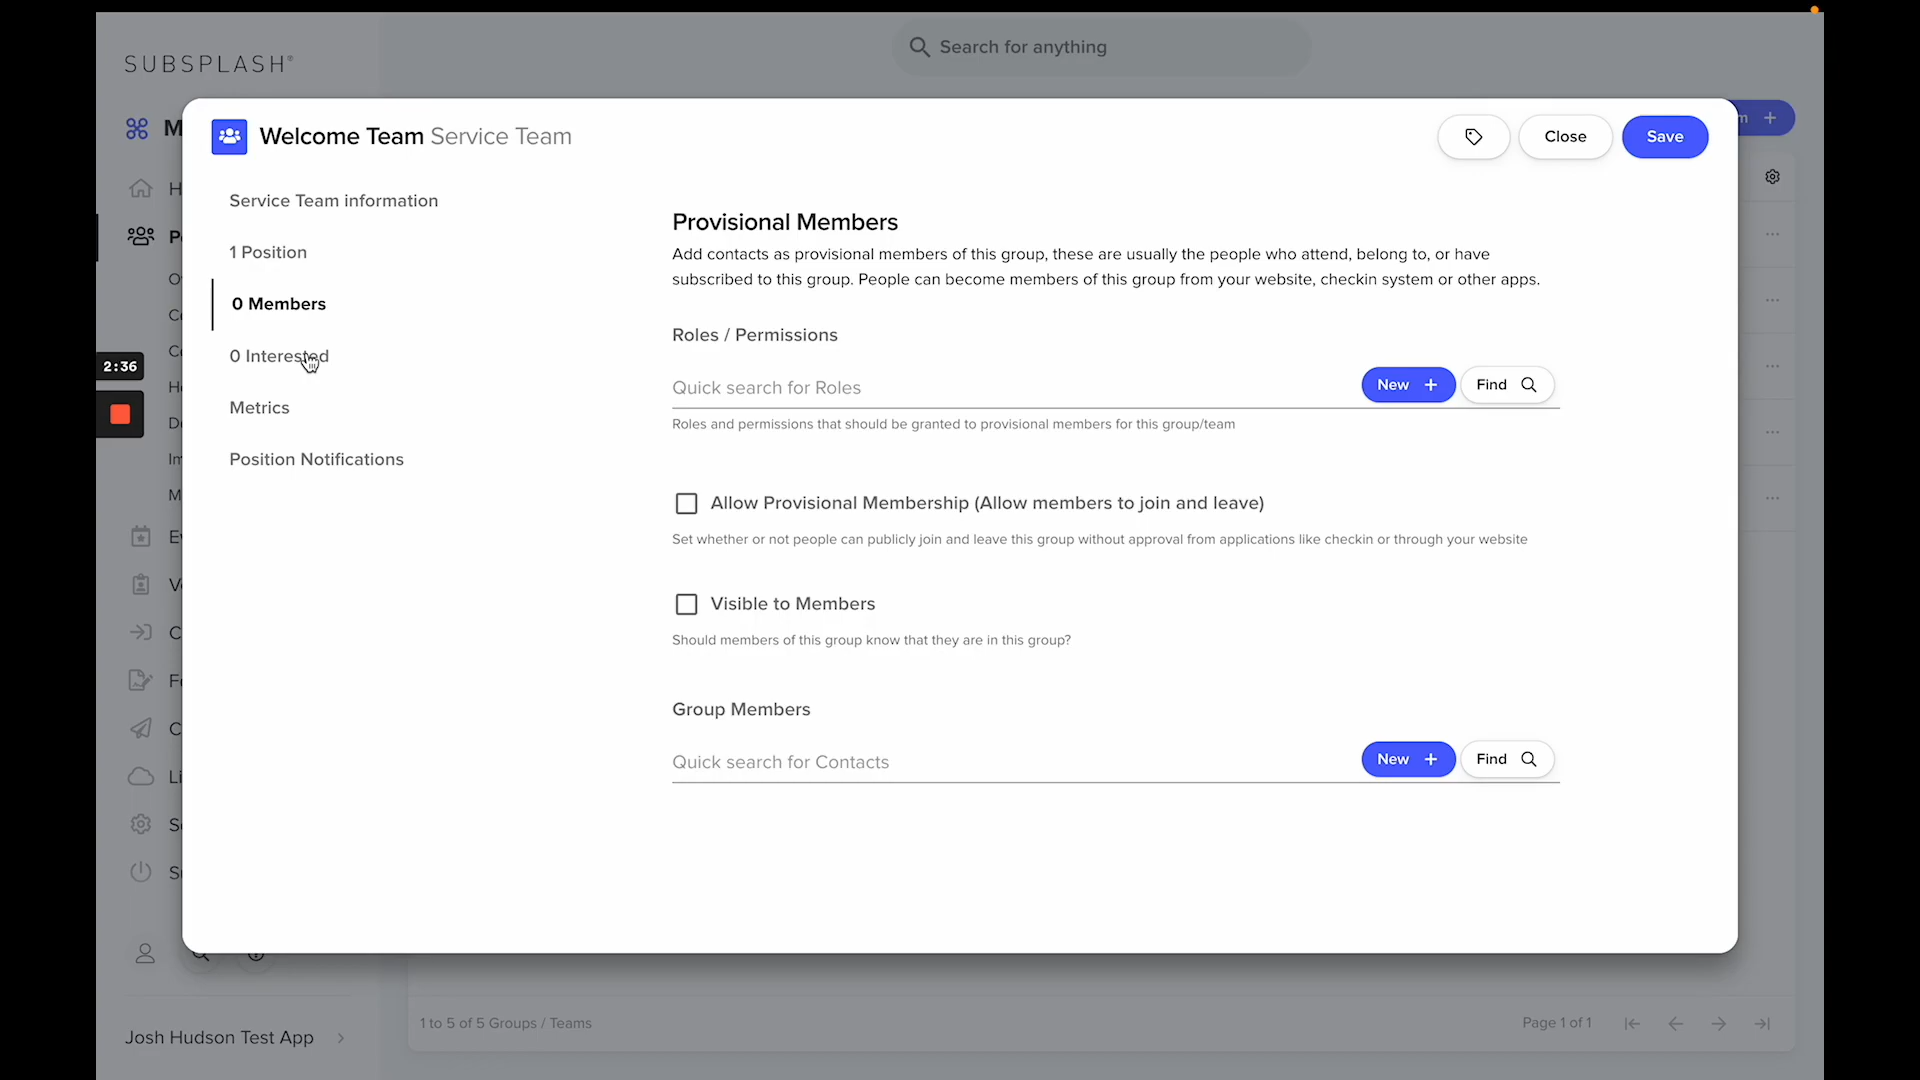 SUBSPLASH
Search for anything
Welcome Team Service Team
Close
Save
Service Team information
1 Position
0 Members
0 Interested
Metrics
Position Notifications
2:36
Provisional Members
Add contacts as provisional members of this group, these are usually the people who attend, belong to, or have
subscribed to this group. People can become members of this group from your website, checkin system or other apps.
Roles / Permissions
Quick search for Roles
New +
Find
Roles and permissions that should be granted to provisional members for this group/team
Allow Provisional Membership (Allow members to join and leave)
Set whether or not people can publicly join and leave this group without approval from applications like checkin or through your website
Visible to Members
Should members of this group know that they are in this group?
Group Members
Quick search for Contacts
New +
Find
1 to 5 of 5 Groups / Teams
Page 1 of 1
Josh Hudson Test App